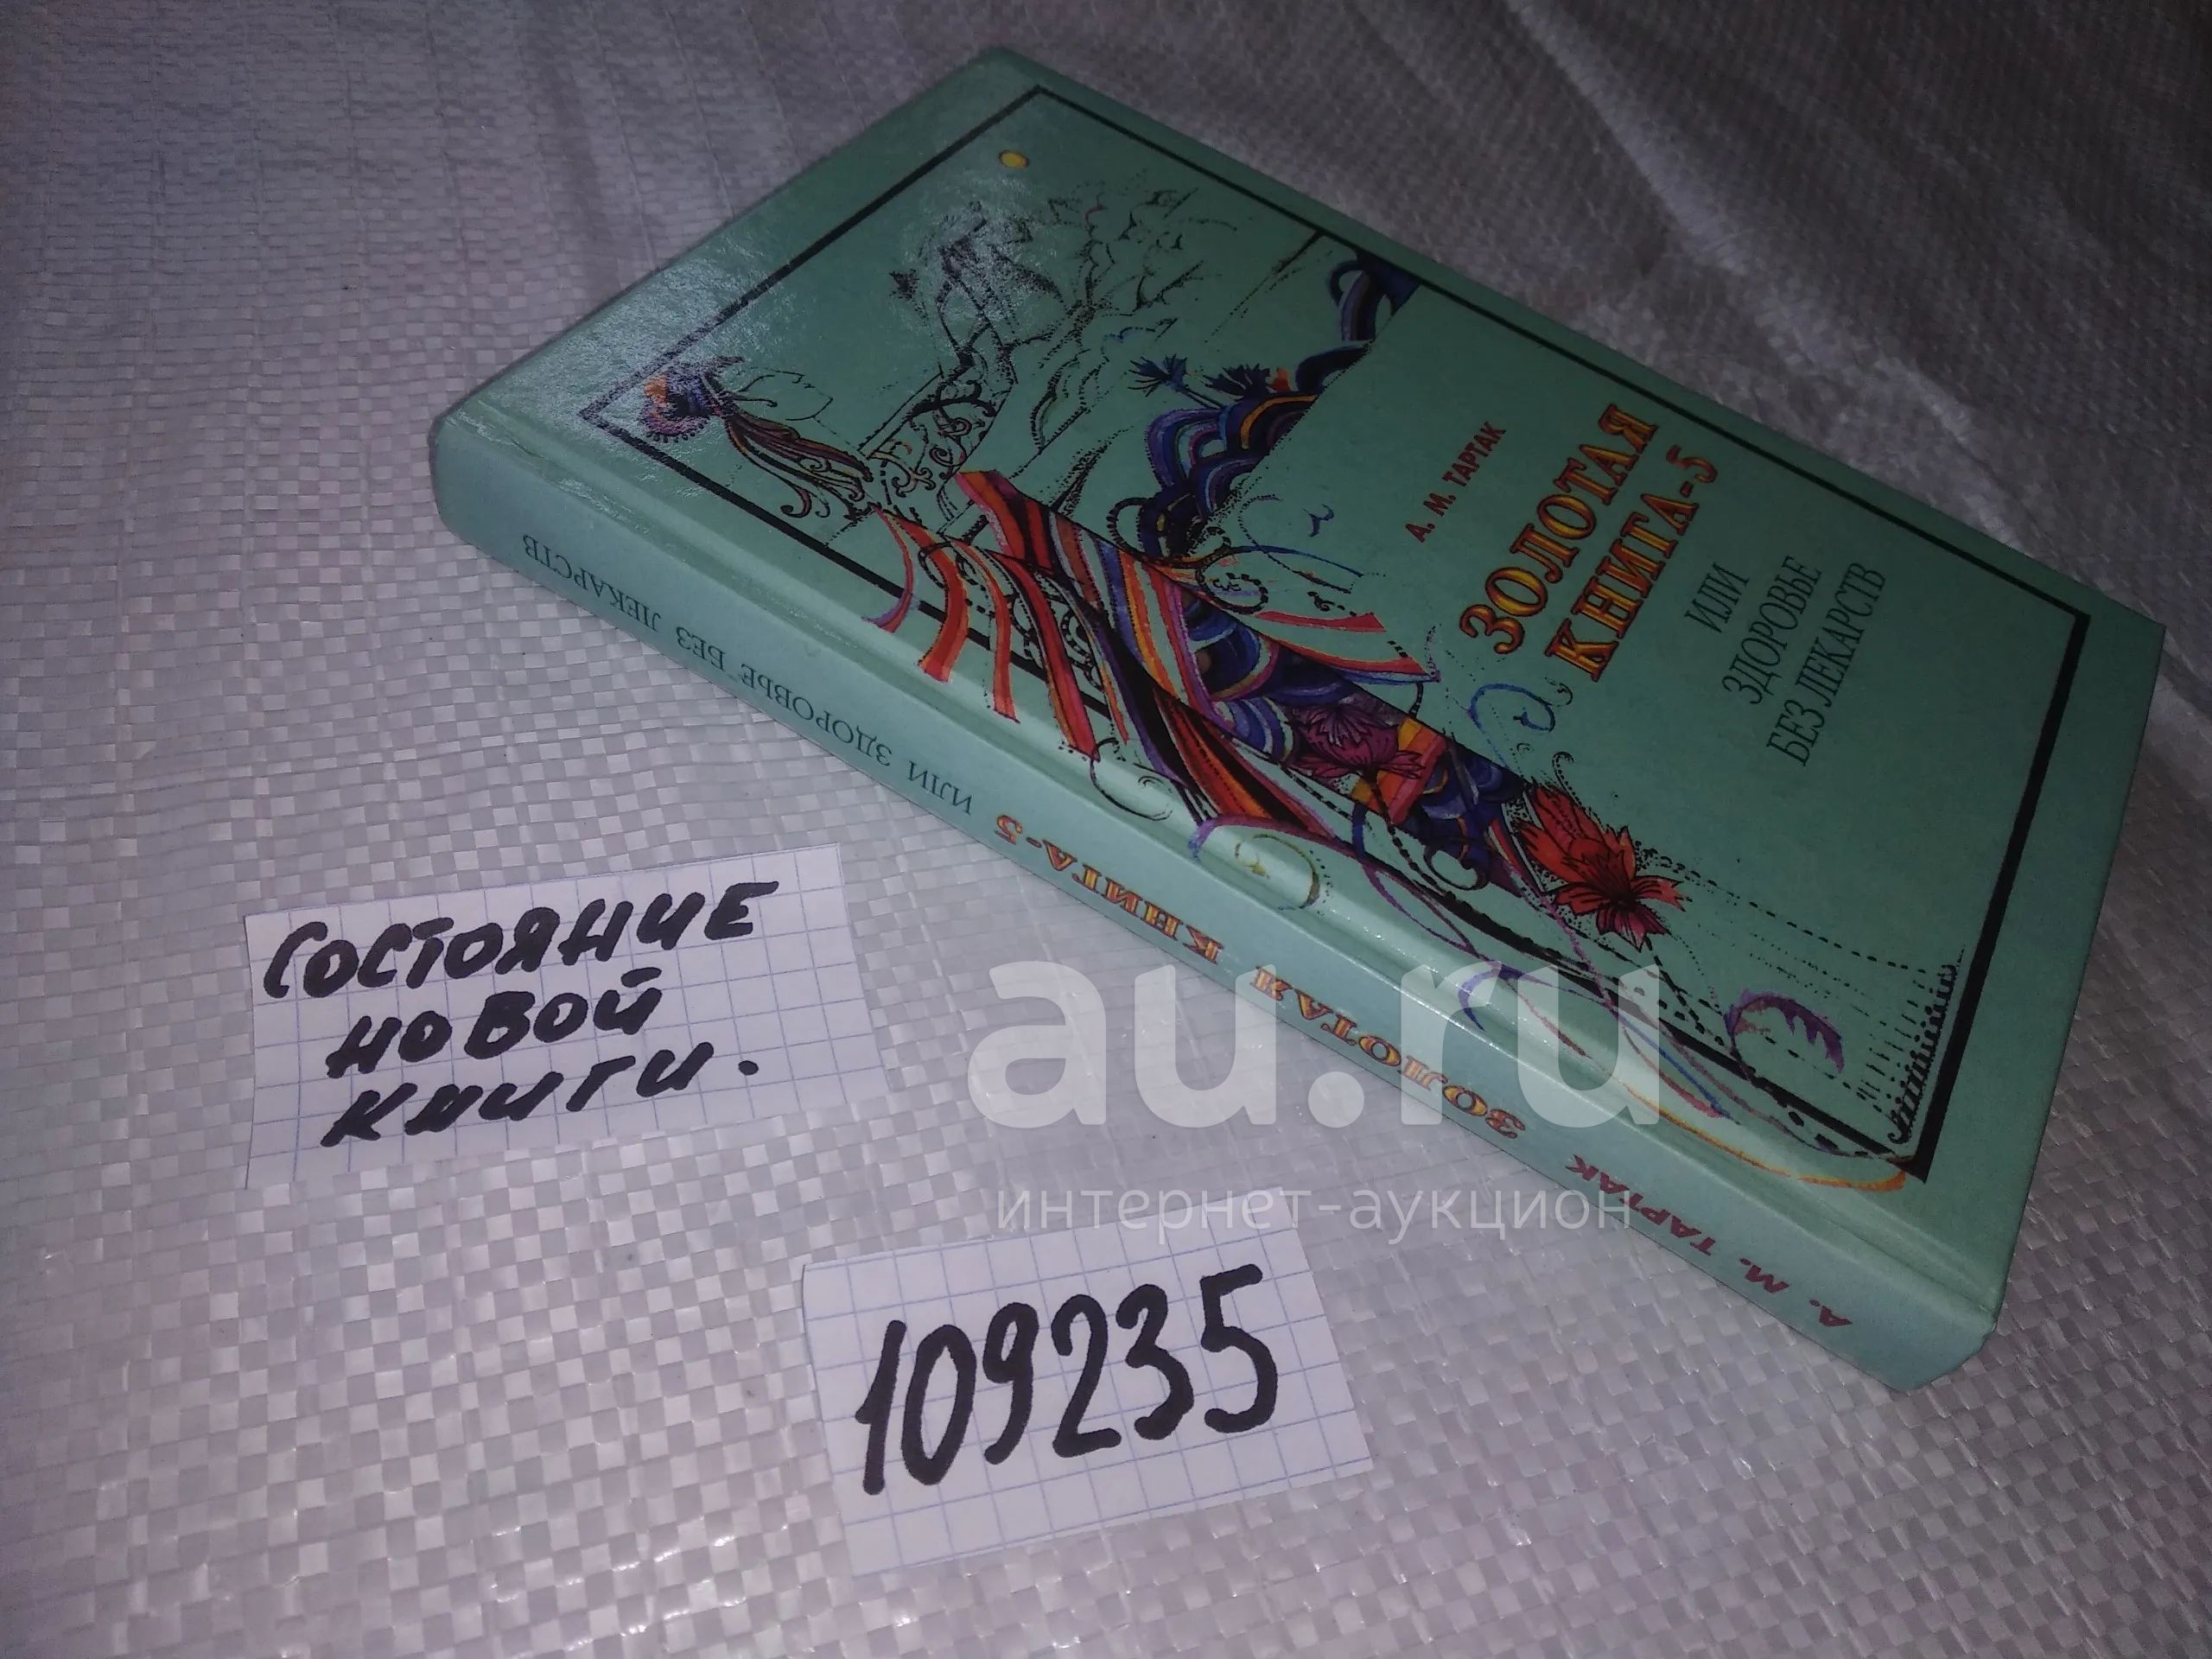 А. М. ТАРТАК
ЗОЛОТАЯ
КНИГА-5
ИЛИ
ЗДОРОВЬЕ
БЕЗ ЛЕКАРСТВ
А. М. ТАРТАК ЗОЛОТАЯ КНИГА-5 ИЛИ ЗДОРОВЬЕ БЕЗ ЛЕКАРСТВ
СОСТОЯНИЕ
НОВОЙ
КНИГИ.
au.ru
интернет-аукцион
109235